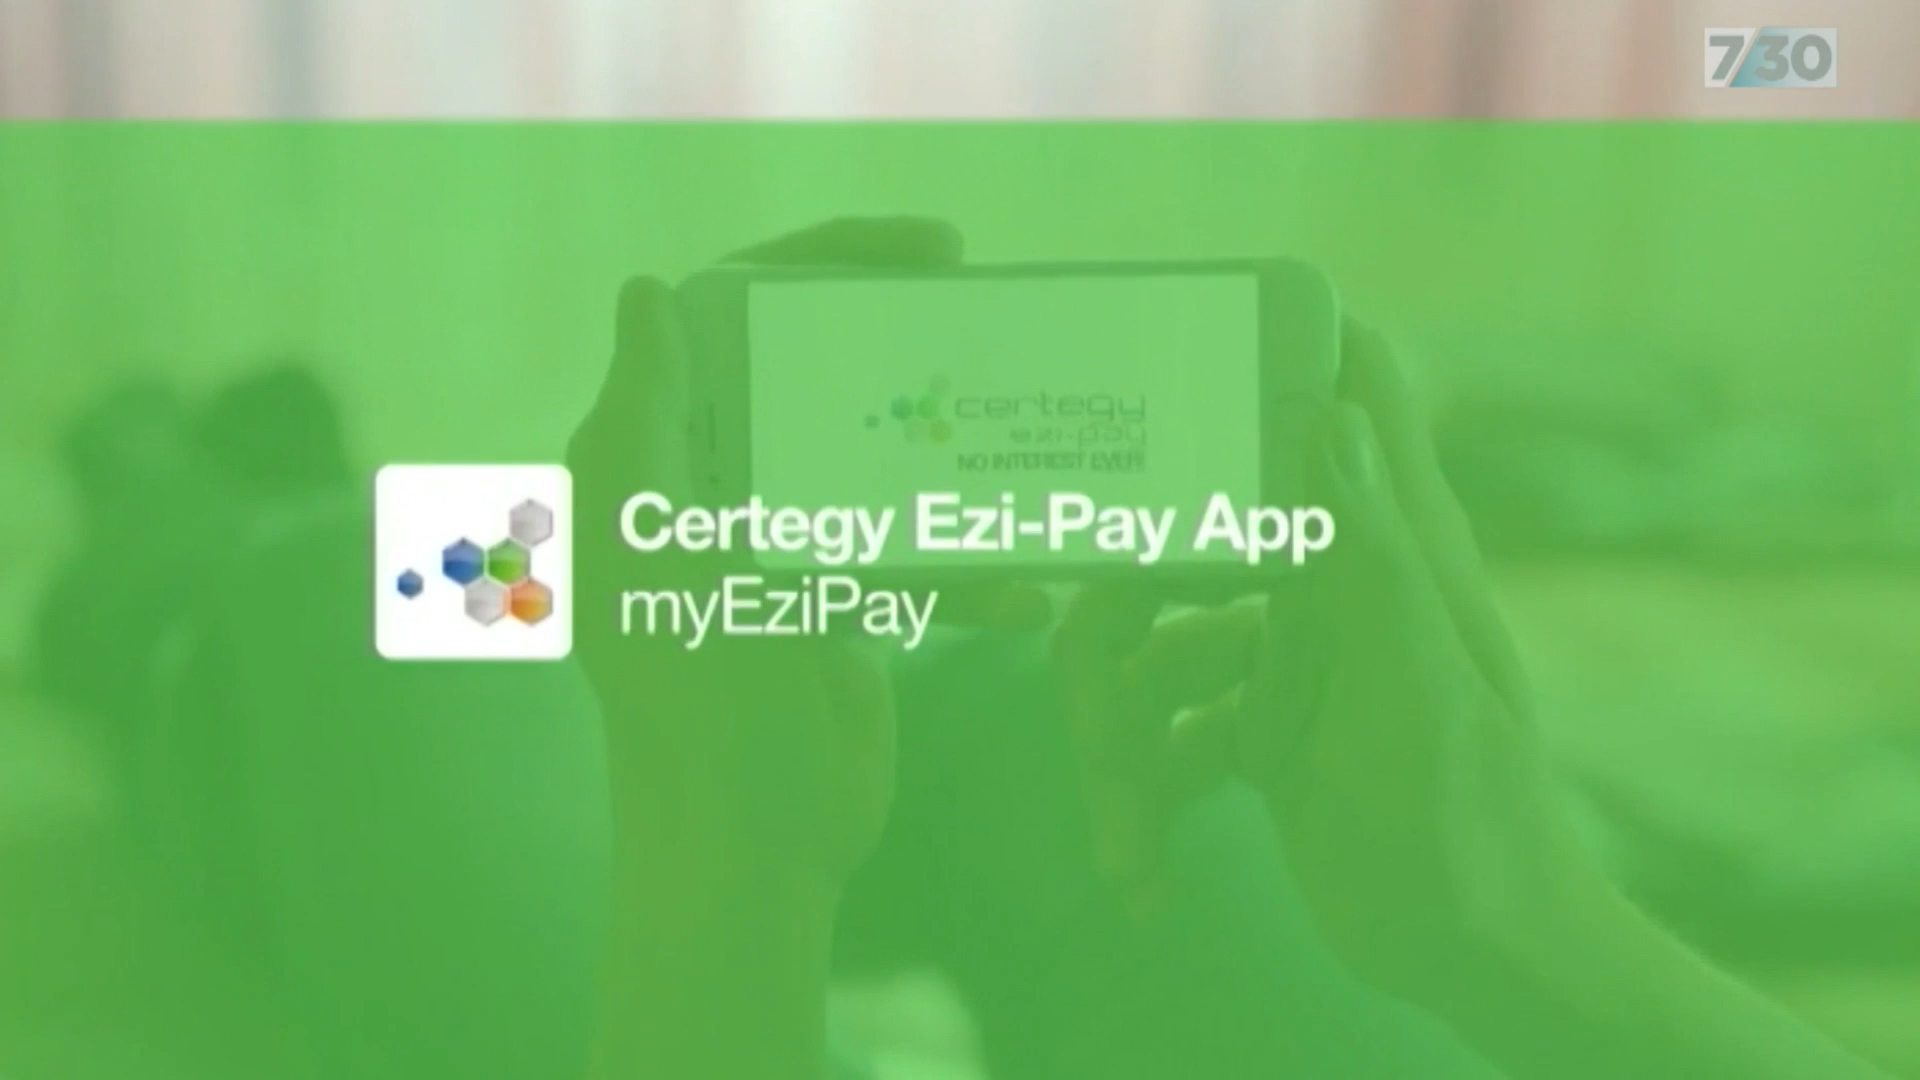 7/30
certegy
ezi-pay
NO INTEREST EVER
Certegy Ezi-Pay App
myEziPay